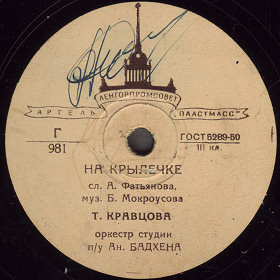 ЛЕНГОРПРОМСОВЕТ
АРТЕЛЬ „ПЛАСТМАСС"
Г ГОСТ 5289-50
981 III кл.
НА КРЫЛЕЧКЕ
сл. А. Фатьянова,
муз. Б. Мокроусова
Т. КРАВЦОВА
оркестр студии
п/у Ан. БАДХЕНА